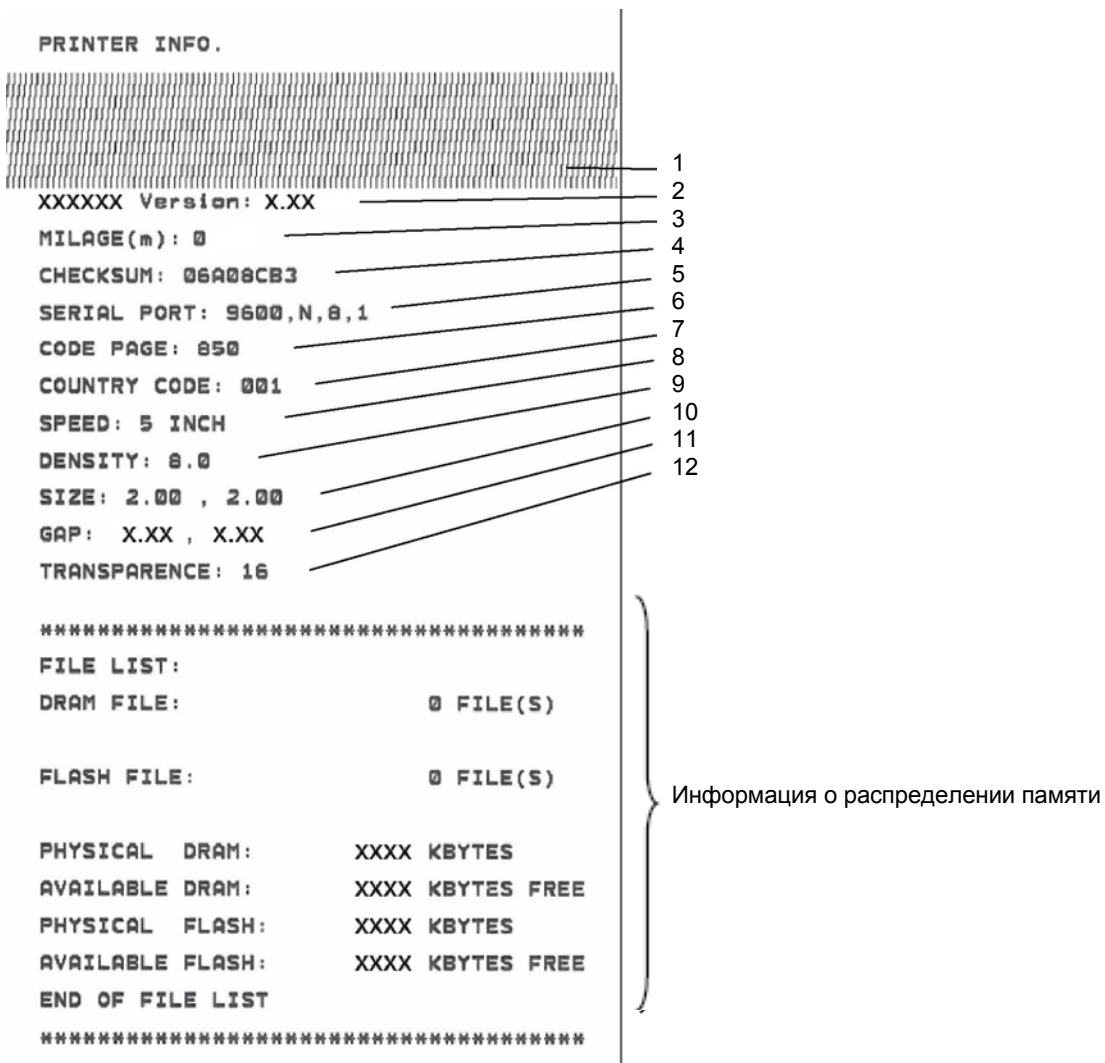 PRINTER INFO.
1
XXXXXX Version: X.XX
2
MILAGE(m): 0
3
CHECKSUM: 06A08CB3
4
SERIAL PORT: 9600,N,8,1
5
CODE PAGE: 850
6
COUNTRY CODE: 001
7
SPEED: 5 INCH
8
DENSITY: 8.0
9
SIZE: 2.00 , 2.00
10
GAP: X.XX , X.XX
11
TRANSPARENCE: 16
12
**************************************
FILE LIST:
DRAM FILE: 0 FILE(S)
FLASH FILE: 0 FILE(S)
Информация о распределении памяти
PHYSICAL DRAM: XXXX KBYTES
AVAILABLE DRAM: XXXX KBYTES FREE
PHYSICAL FLASH: XXXX KBYTES
AVAILABLE FLASH: XXXX KBYTES FREE
END OF FILE LIST
**************************************